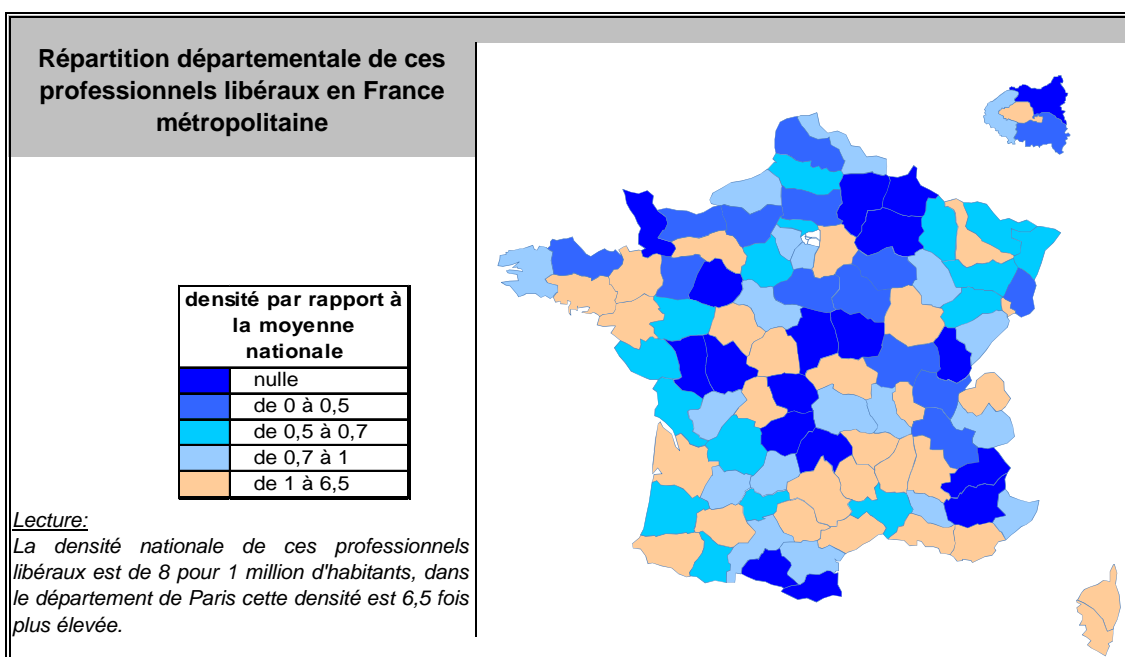 Répartition départementale de ces
professionnels libéraux en France
métropolitaine
densité par rapport à
la moyenne
nationale
nulle
de 0 à 0,5
de 0,5 à 0,7
de 0,7 à 1
de 1 à 6,5
Lecture:
La densité nationale de ces professionnels
libéraux est de 8 pour 1 million d'habitants, dans
le département de Paris cette densité est 6,5 fois
plus élevée.